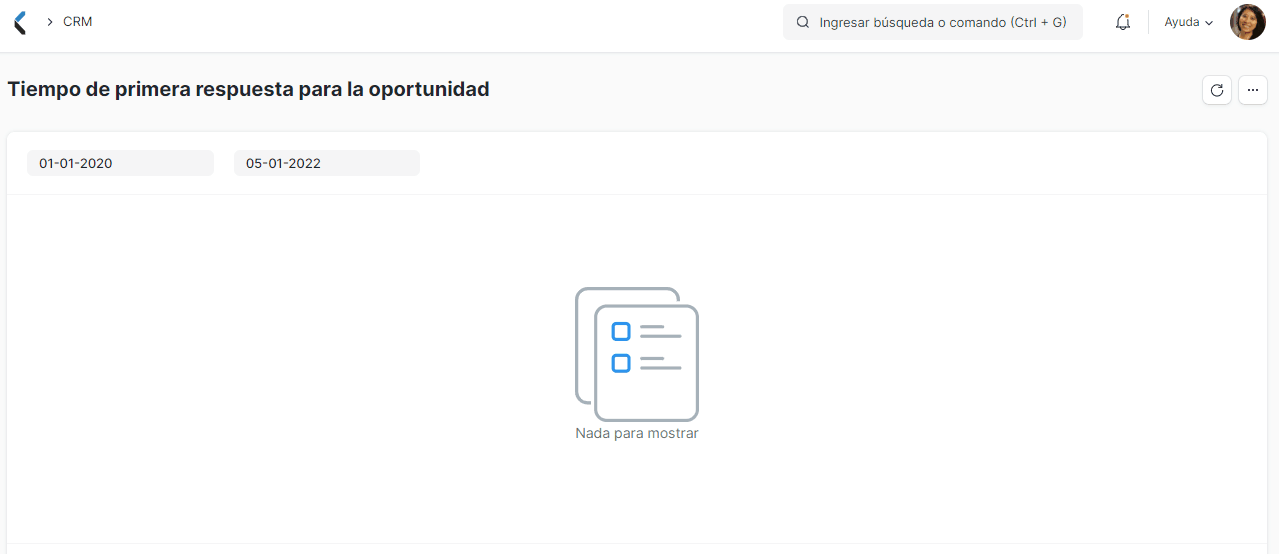 CRM
Ingresar búsqueda o comando (Ctrl + G)
Ayuda
Tiempo de primera respuesta para la oportunidad
01-01-2020
05-01-2022
Nada para mostrar